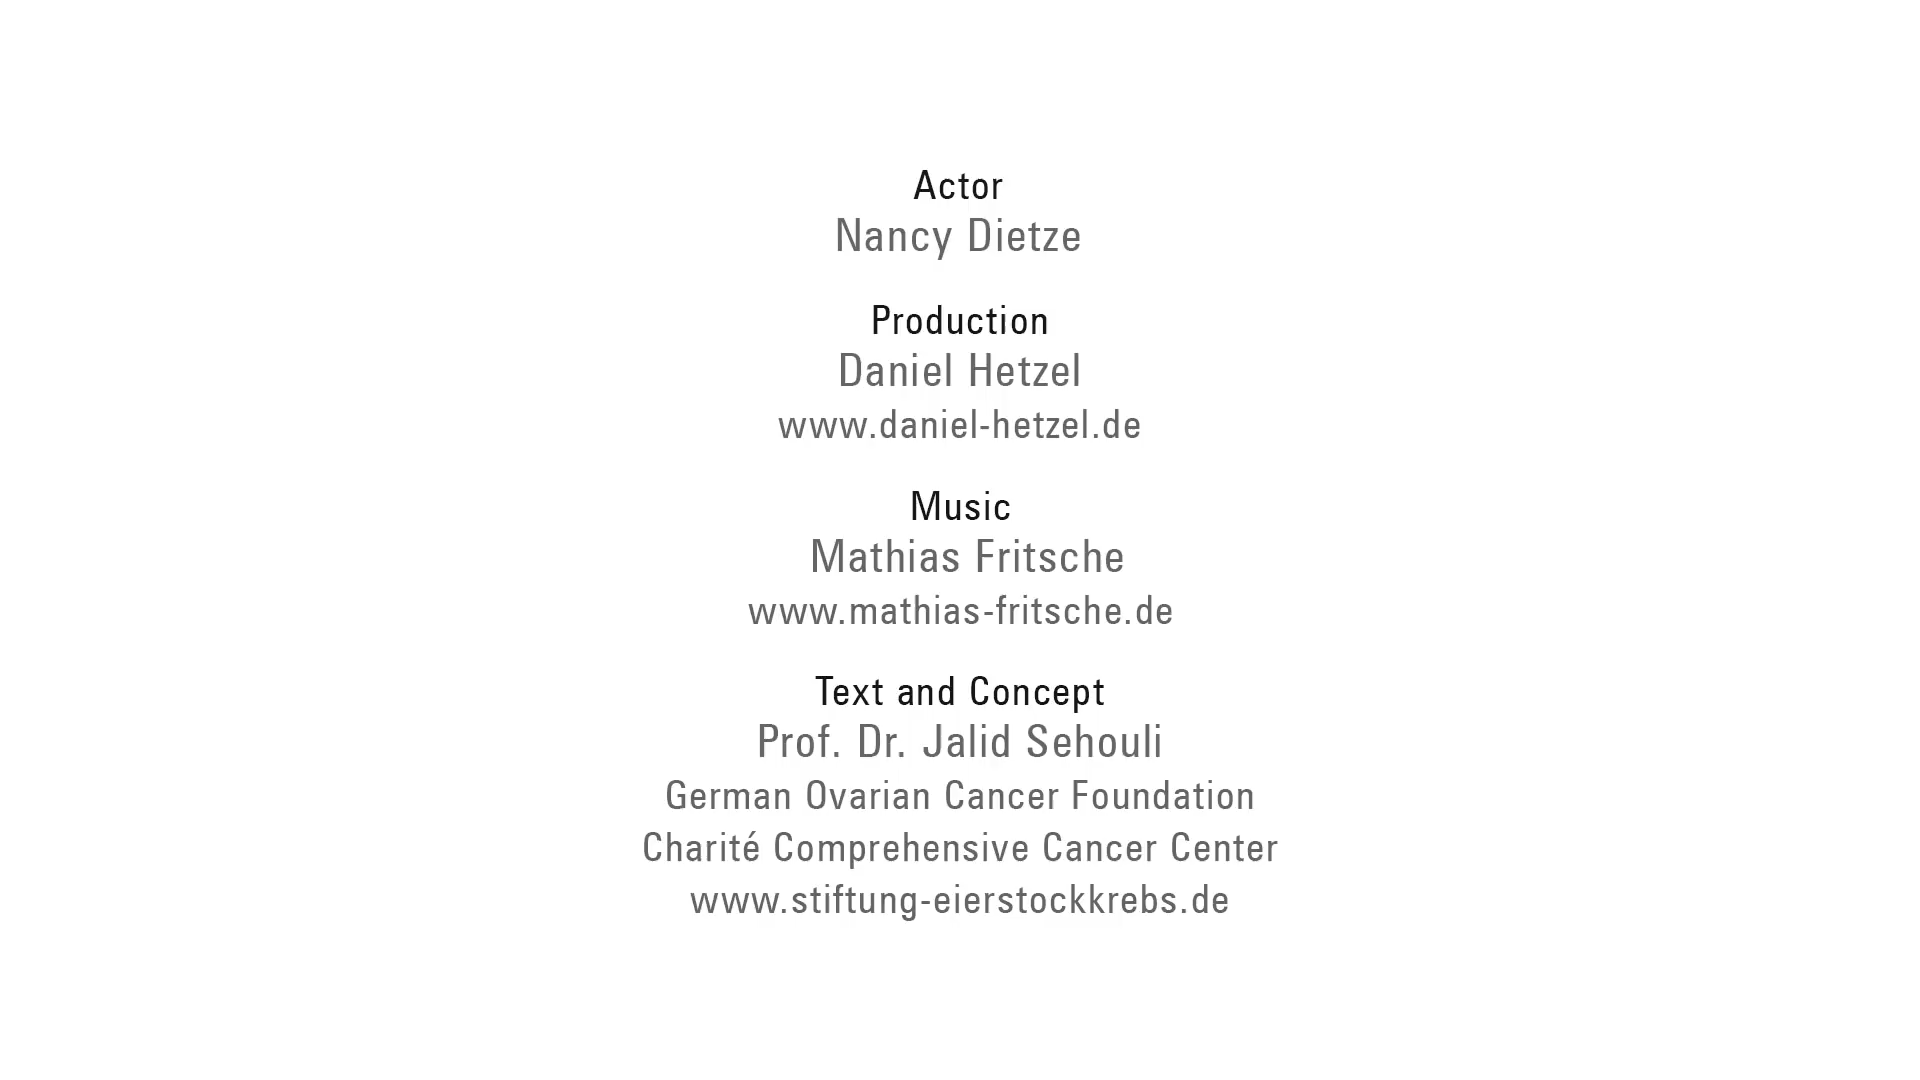 Actor
Nancy Dietze
Production
Daniel Hetzel
www.daniel-hetzel.de
Music
Mathias Fritsche
www.mathias-fritsche.de
Text and Concept
Prof. Dr. Jalid Sehouli
German Ovarian Cancer Foundation
Charité Comprehensive Cancer Center
www.stiftung-eierstockkrebs.de